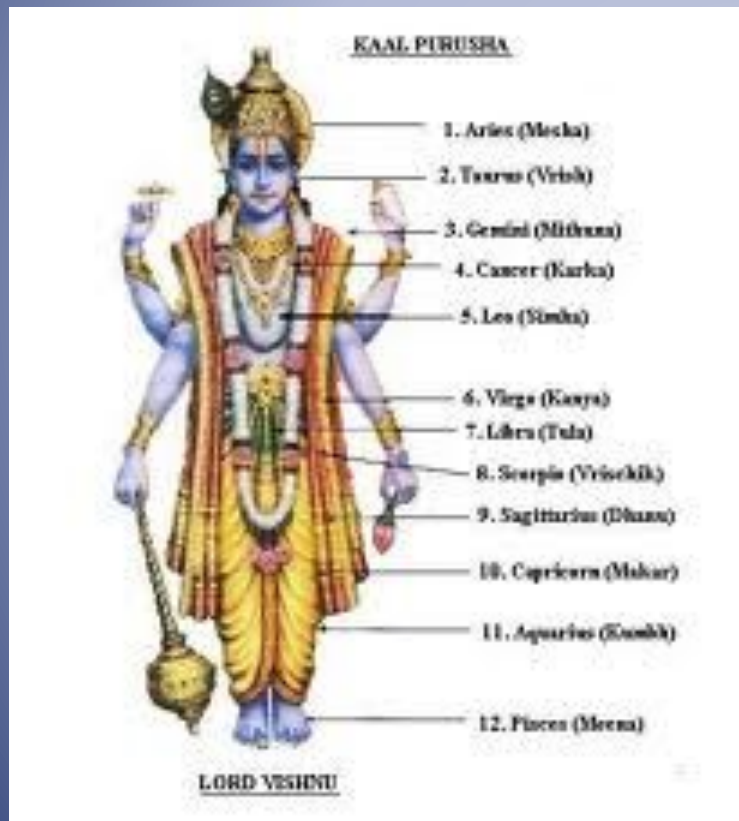 KAAL PURUSHA
1. Aries (Mesha)
2. Taurus (Vrish)
3. Gemini (Mithuna)
4. Cancer (Karka)
5. Leo (Simha)
6. Virgo (Kanya)
7. Libra (Tula)
8. Scorpio (Vrischik)
9. Sagittarius (Dhanu)
10. Capricorn (Makar)
11. Aquarius (Kumbh)
12. Pisces (Meena)
LORD VISHNU